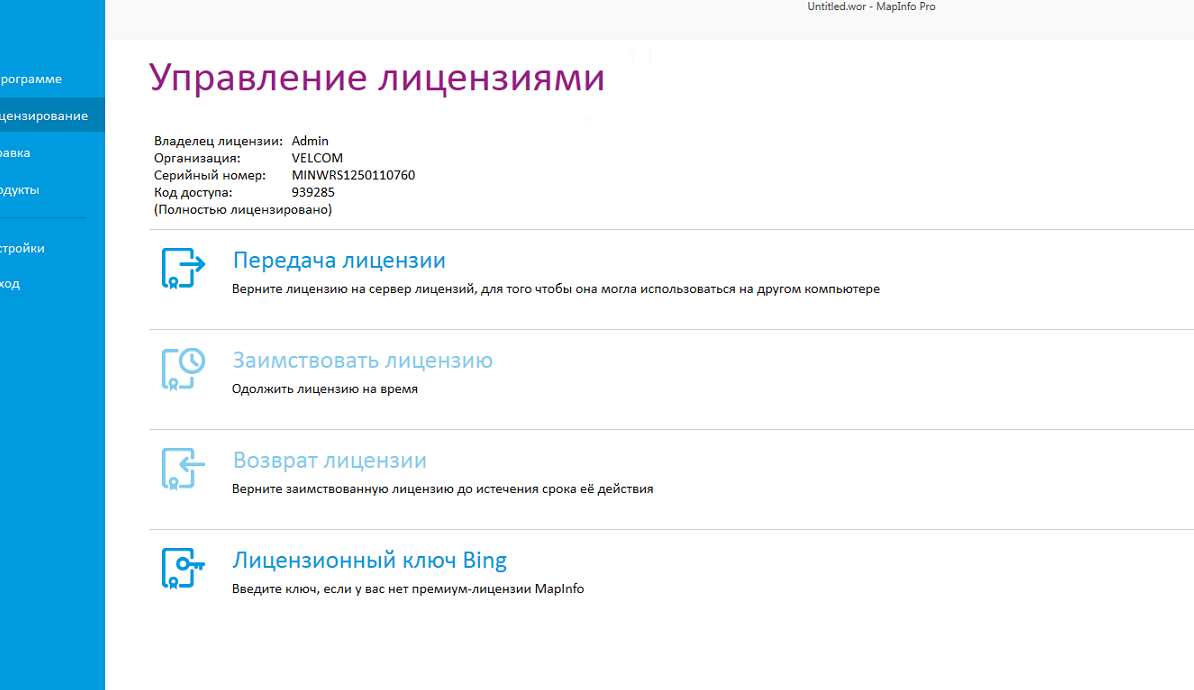 Untitled.wor - MapInfo Pro
рограмме
цензирование
равка
одукты
стройки
ход
Управление лицензиями
Владелец лицензии: Admin
Организация: VELCOM
Серийный номер: MINWRS1250110760
Код доступа: 939285
(Полностью лицензировано)
Передача лицензии
Верните лицензию на сервер лицензий, для того чтобы она могла использоваться на другом компьютере
Заимствовать лицензию
Одолжить лицензию на время
Возврат лицензии
Верните заимствованную лицензию до истечения срока её действия
Лицензионный ключ Bing
Введите ключ, если у вас нет премиум-лицензии MapInfo